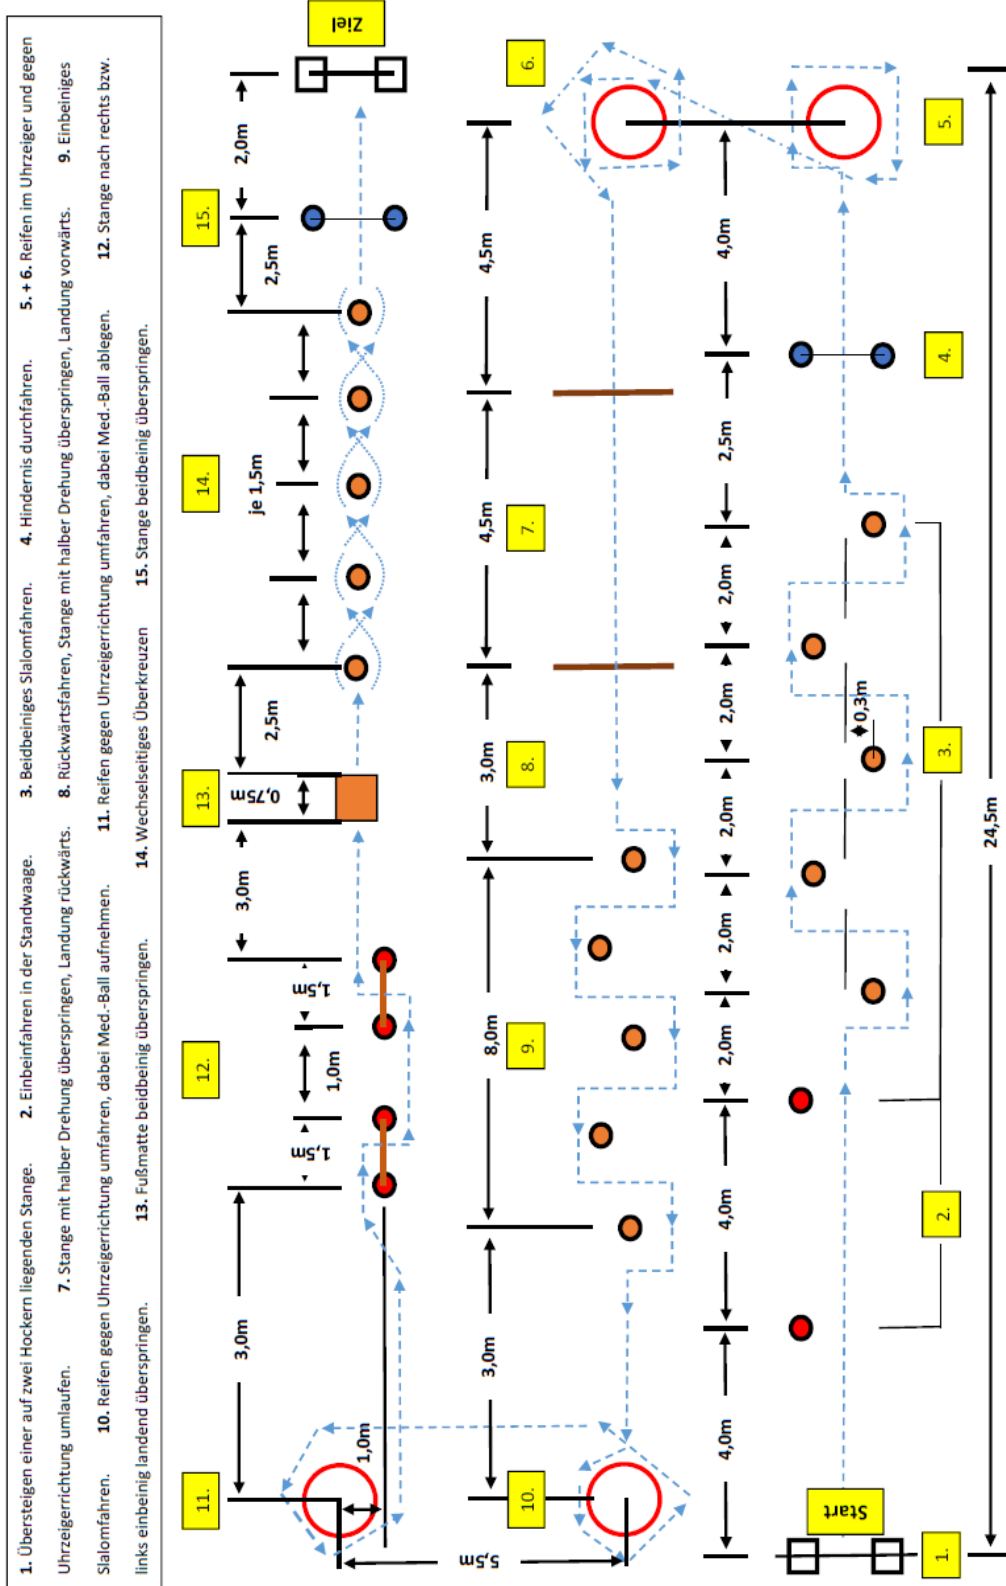 1. Übersteigen einer auf zwei Hockern liegenden Stange. 2. Einbeinfahren in der Standwaage. 3. Beidbeiniges Slalomfahren. 4. Hindernis durchfahren. 5. + 6. Reifen im Uhrzeiger und gegen
Uhrzeigerrichtung umlaufen. 7. Stange mit halber Drehung überspringen, Landung rückwärts. 8. Rückwärtsfahren, Stange mit halber Drehung überspringen, Landung vorwärts. 9. Einbeiniges
Slalomfahren. 10. Reifen gegen Uhrzeigerrichtung umfahren, dabei Med.-Ball aufnehmen. 11. Reifen gegen Uhrzeigerrichtung umfahren, dabei Med.-Ball ablegen. 12. Stange nach rechts bzw.
links einbeinig landend überspringen. 13. Fußmatte beidbeinig überspringen. 14. Wechselseitiges Überkreuzen 15. Stange beidbeinig überspringen.
11. 12. 13. 14. 15.
3,0m 3,0m 2,5m je 1,5m 2,5m 2,0m
1,5m 1,0m 1,5m 0,75m
Ziel
1,0m
5,5m
3,0m 8,0m 3,0m 4,5m 4,5m
10. 9. 8. 7. 6.
4,0m 4,0m 2,0m 2,0m 2,0m 2,0m 2,0m 2,5m 4,0m
0,3m
Start
1. 2. 3. 4. 5.
24,5m